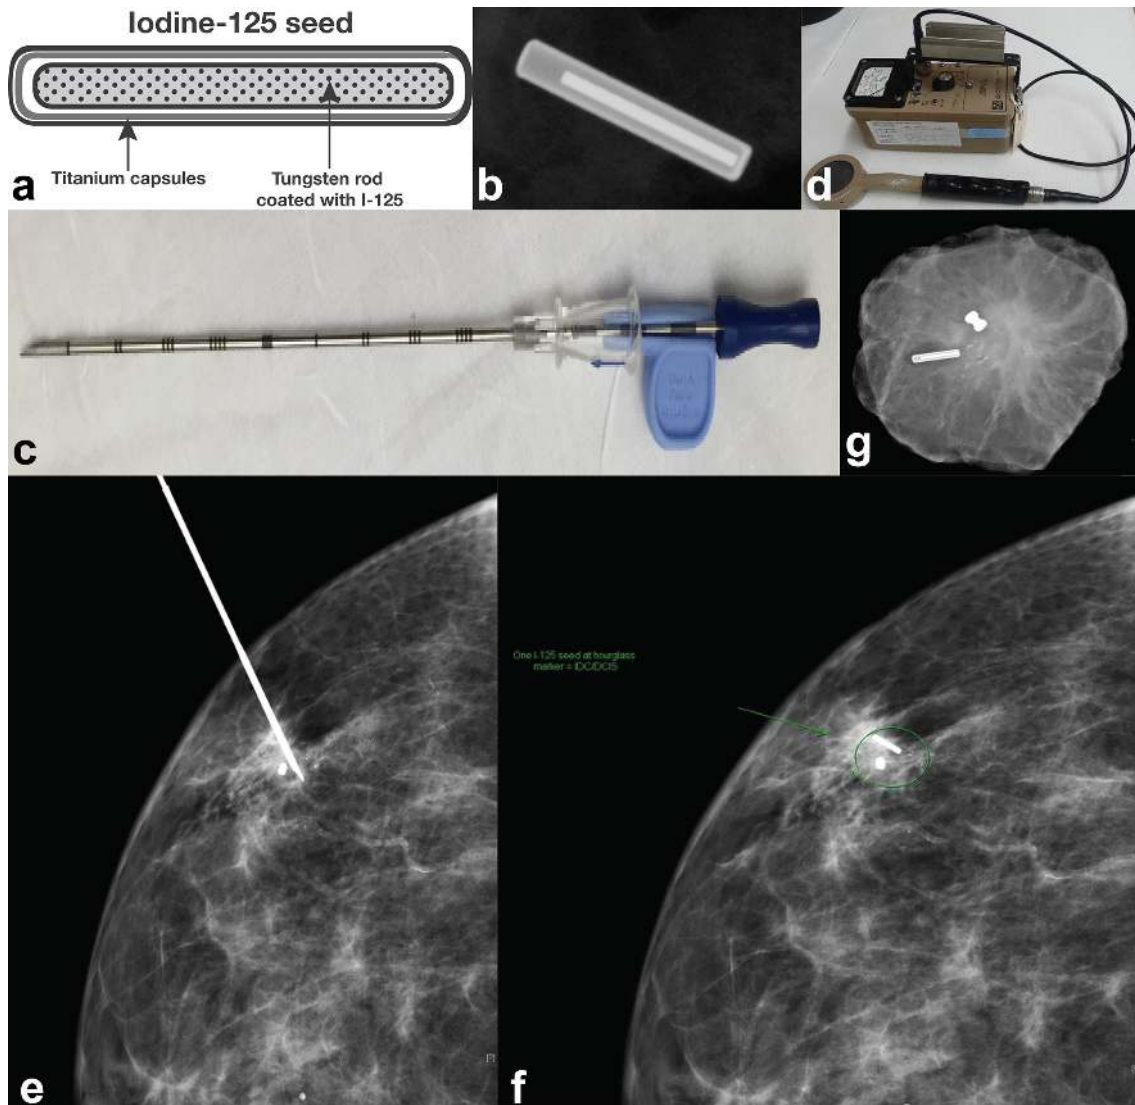 Iodine-125 seed
Titanium capsules
Tungsten rod
coated with I-125
a
b
d
c
g
One I-125 seed at hourglass
marker = IDC/DCIS
e
f